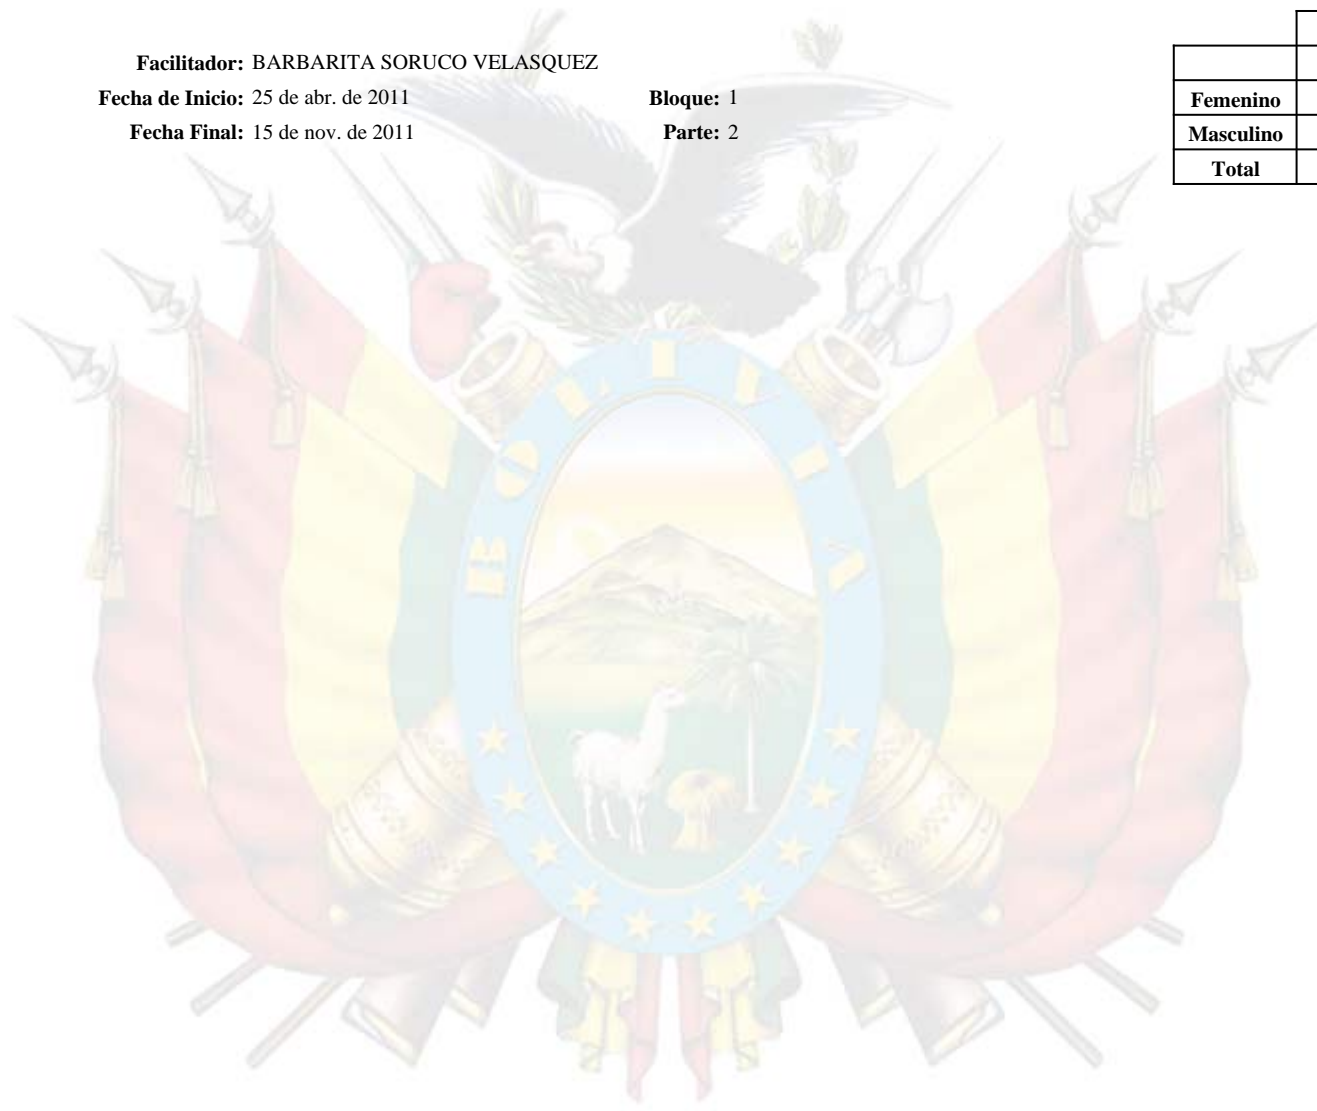 Facilitador: BARBARITA SORUCO VELASQUEZ
Fecha de Inicio: 25 de abr. de 2011 Bloque: 1
Fecha Final: 15 de nov. de 2011 Parte: 2
Femenino
Masculino
Total
BOLIVIA